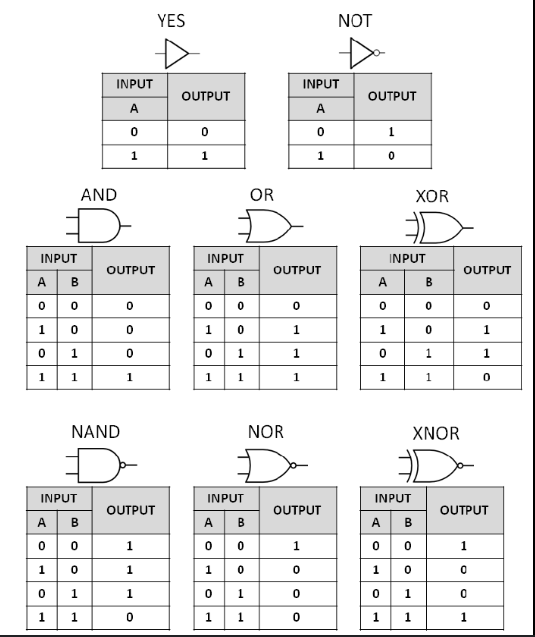 YES NOT
INPUT OUTPUT INPUT OUTPUT
A A
0 0 0 1
1 1 1 0
AND OR XOR
INPUT OUTPUT INPUT OUTPUT INPUT OUTPUT
A B A B A B
0 0 0 0 0 0 0 0 0
1 0 0 1 0 1 1 0 1
0 1 0 0 1 1 0 1 1
1 1 1 1 1 1 1 1 0
NAND NOR XNOR
INPUT OUTPUT INPUT OUTPUT INPUT OUTPUT
A B A B A B
0 0 1 0 0 1 0 0 1
1 0 1 1 0 0 1 0 0
0 1 1 0 1 0 0 1 0
1 1 0 1 1 0 1 1 1